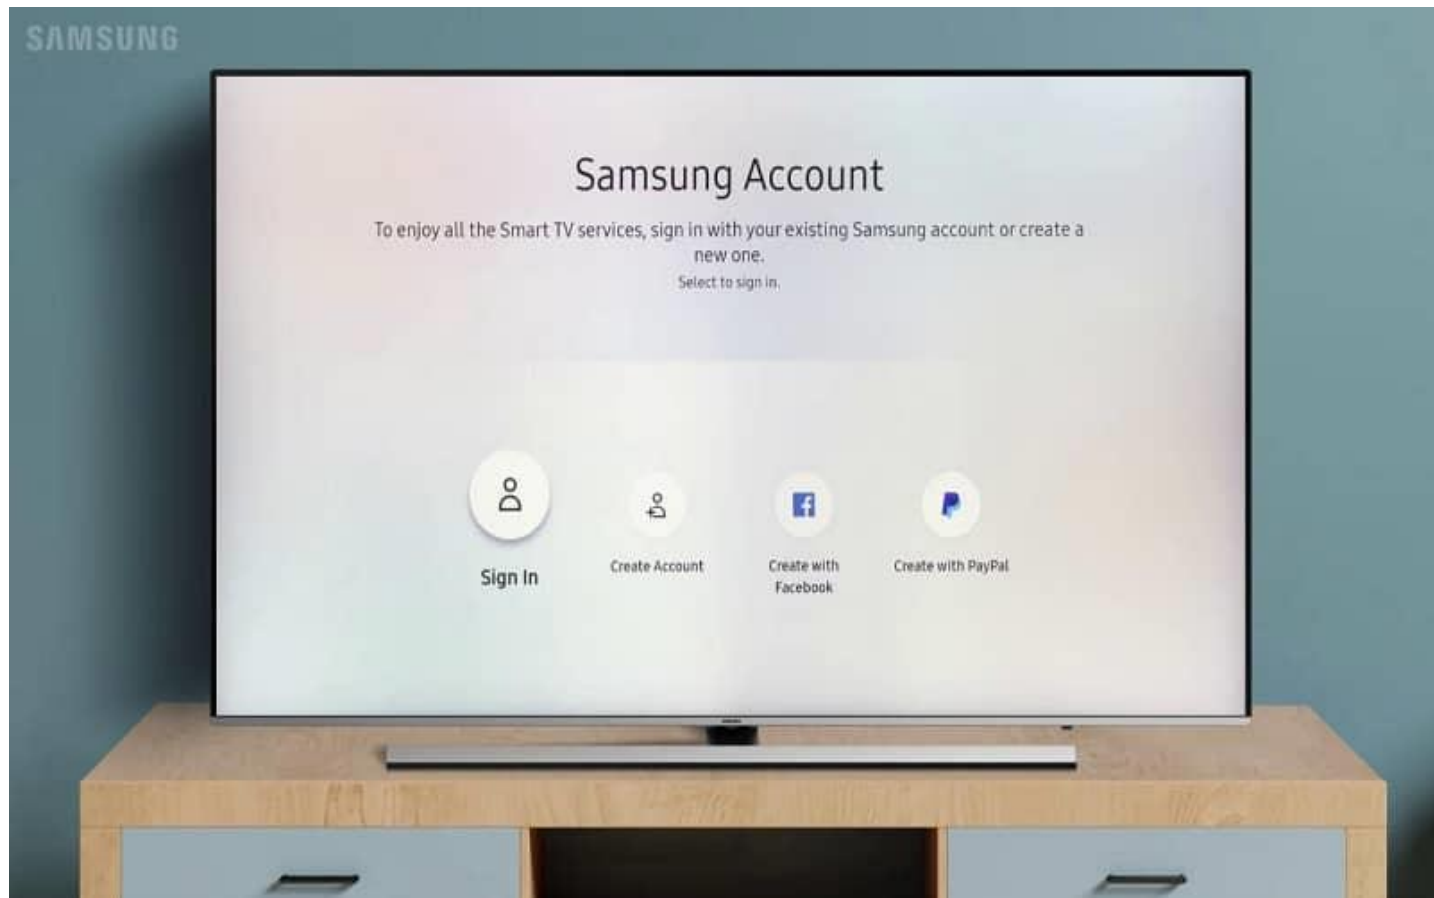 SAMSUNG
Samsung Account
To enjoy all the Smart TV services, sign in with your existing Samsung account or create a
new one.
Select to sign in.
Sign In
Create Account
Create with
Facebook
Create with PayPal